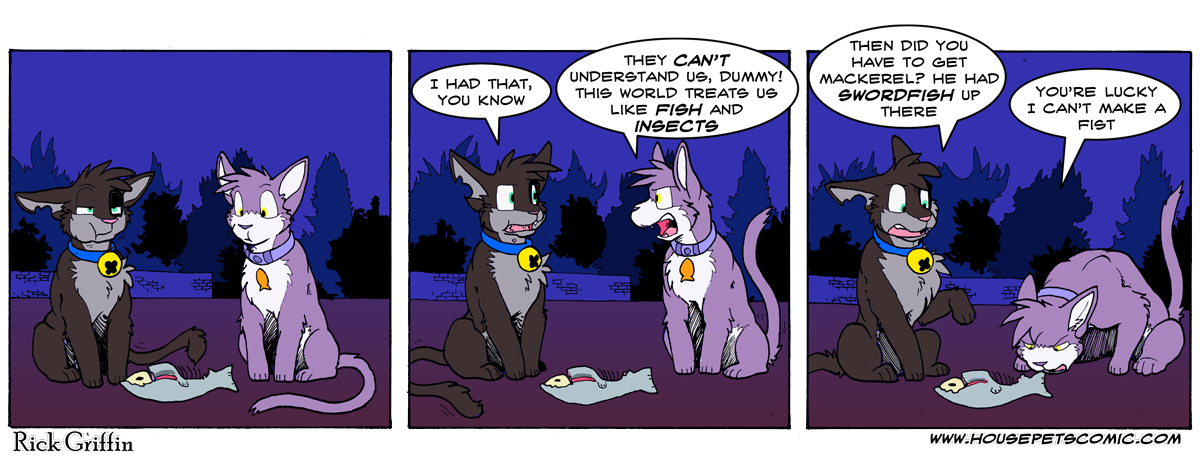 I HAD THAT,
YOU KNOW
THEY CAN'T
UNDERSTAND US, DUMMY!
THIS WORLD TREATS US
LIKE FISH AND
INSECTS
THEN DID YOU
HAVE TO GET
MACKEREL? HE HAD
SWORDFISH UP
THERE
YOU'RE LUCKY
I CAN'T MAKE A
FIST
Rick Griffin
WWW.HOUSEPETSCOMIC.COM